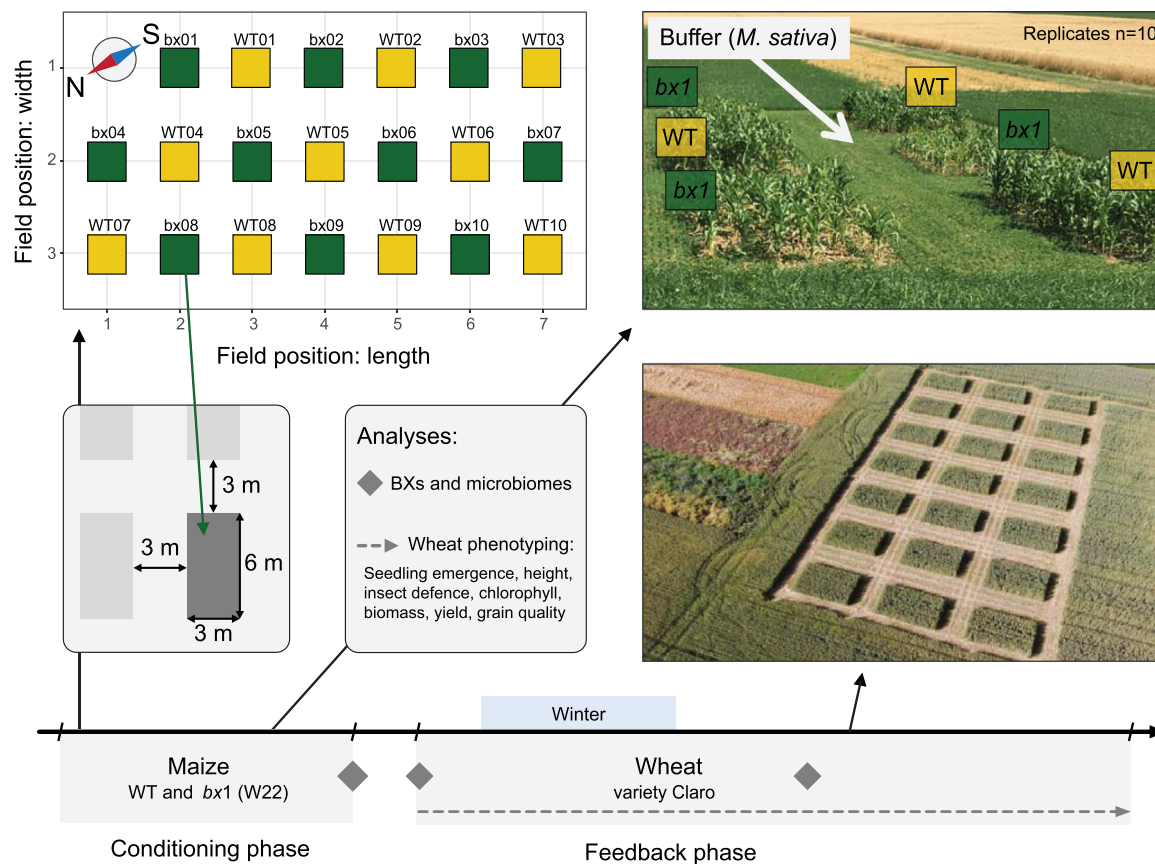 S
N
bx01 WT01 bx02 WT02 bx03 WT03
bx04 WT04 bx05 WT05 bx06 WT06 bx07
WT07 bx08 WT08 bx09 WT09 bx10 WT10
1
2
3
Field position: width
1 2 3 4 5 6 7
Field position: length
Buffer (M. sativa)
Replicates n=10
bx1
WT
bx1
WT
bx1
WT
3 m
3 m
6 m
3 m
Analyses:
BXs and microbiomes
Wheat phenotyping:
Seedling emergence, height,
insect defence, chlorophyll,
biomass, yield, grain quality
Winter
Maize
WT and bx1 (W22)
Wheat
variety Claro
Conditioning phase
Feedback phase